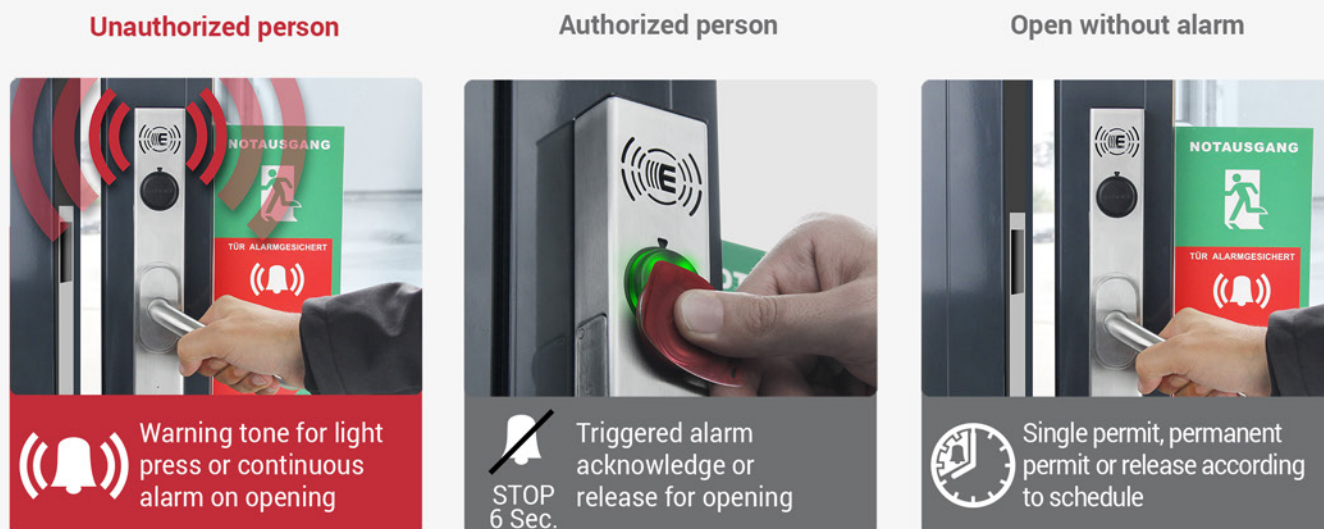 Unauthorized person
Authorized person
Open without alarm
E
NOTAUSGANG
TÜR ALARMGESICHERT
Warning tone for light
press or continuous
alarm on opening
E
STOP
6 Sec.
Triggered alarm
acknowledge or
release for opening
E
NOTAUSGANG
TÜR ALARMGESICHERT
Single permit, permanent
permit or release according
to schedule